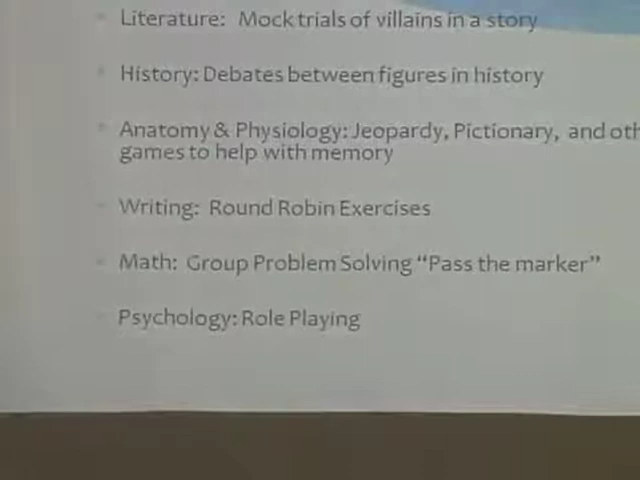 Literature: Mock trials of villains in a story
History: Debates between figures in history
Anatomy & Physiology: Jeopardy, Pictionary, and oth
games to help with memory
Writing: Round Robin Exercises
Math: Group Problem Solving “Pass the marker”
Psychology: Role Playing